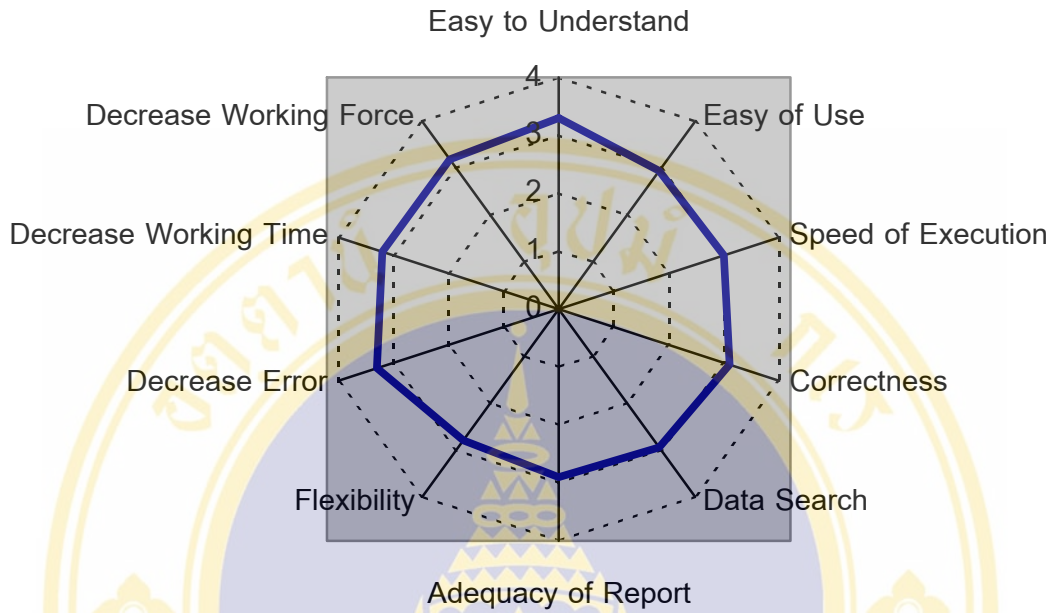 Easy to Understand
4
Decrease Working Force
Easy of Use
3
2
Decrease Working Time
Speed of Execution
1
0
Decrease Error
Correctness
Flexibility
Data Search
Adequacy of Report